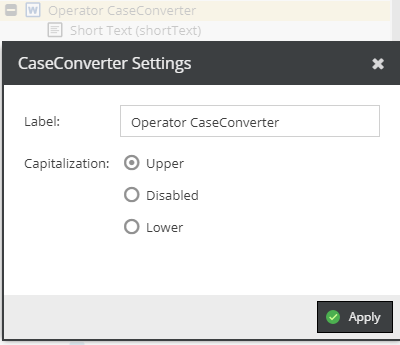 W Operator CaseConverter
Short Text (shortText)
CaseConverter Settings
Label: Operator CaseConverter
Capitalization: Upper
Disabled
Lower
Apply